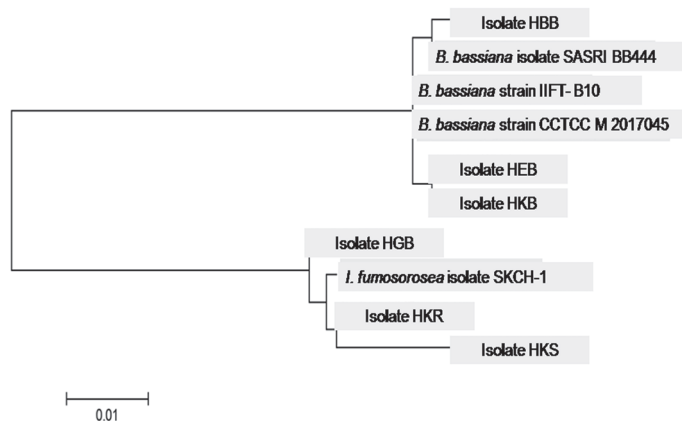 Isolate HBB
B. bassiana isolate SASRI BB444
B. bassiana strain IIFT- B10
B. bassiana strain CCTCC M 2017045
Isolate HEB
Isolate HKB
Isolate HGB
I. fumosorosea isolate SKCH-1
Isolate HKR
Isolate HKS
0.01